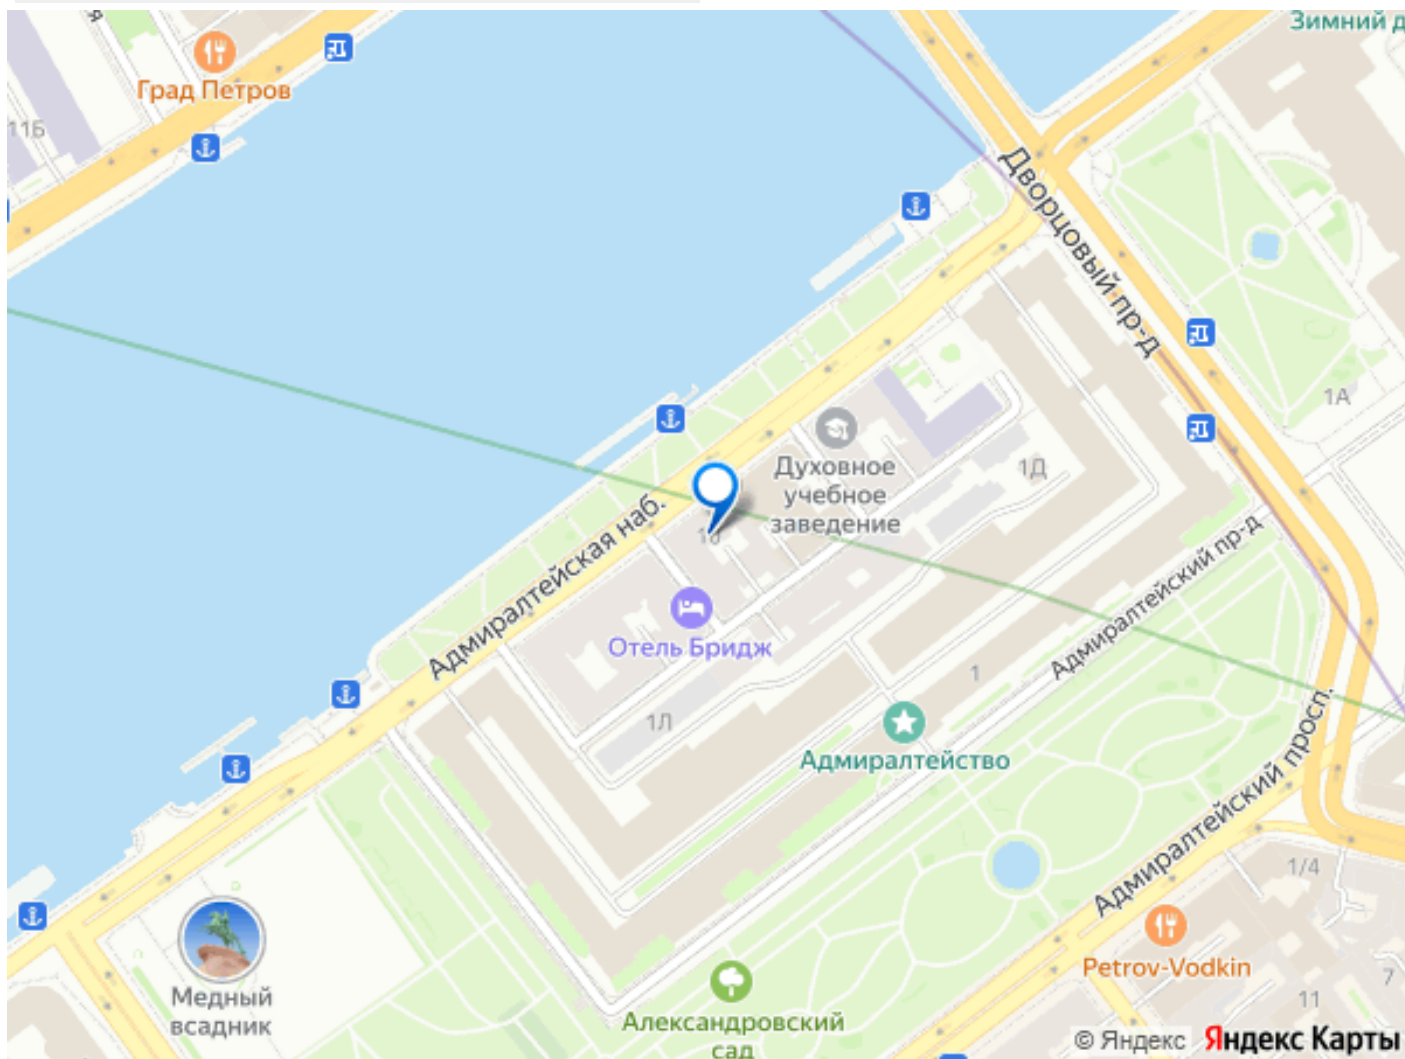 Зимний д
я
Град Петров
11Б
Дворцовый пр-д
1А
Духовное
учебное
заведение
1Д
Адмиралтейская наб.
Адмиралтейский пр-д
Отель Бридж
1
1Л
Адмиралтейство
Адмиралтейский просп.
1/4
Медный
всадник
Petrov-Vodkin
7
11
Александровский
сад
© Яндекс Яндекс Карты